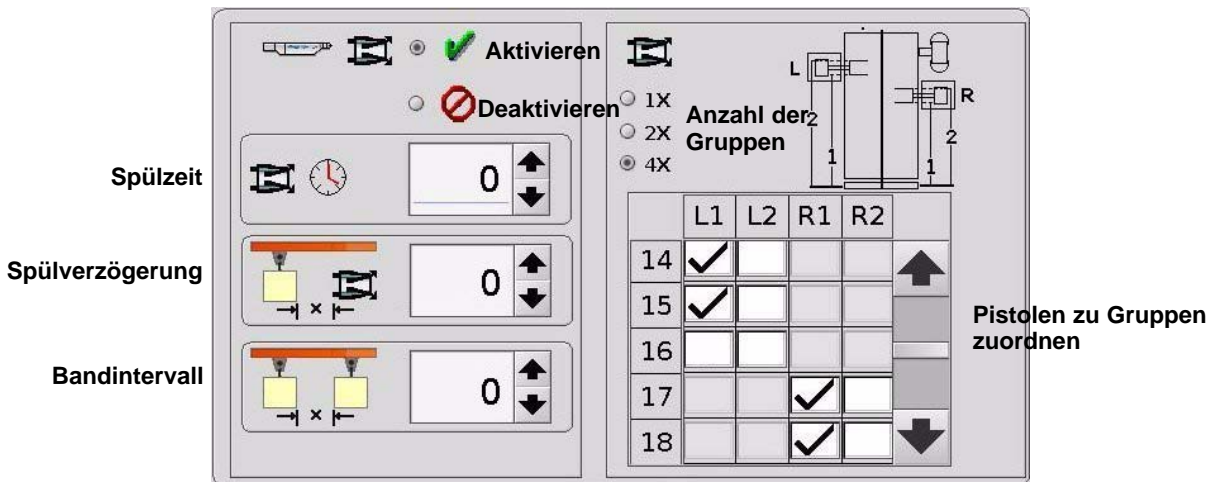 Aktivieren
Deaktivieren
Spülzeit
0
Spülverzögerung
x
0
Bandintervall
x
0
L
R
2
1
1
2
1X
2X
4X
Anzahl der
Gruppen
L1 L2 R1 R2
14
15
16
17
18
Pistolen zu Gruppen
zuordnen